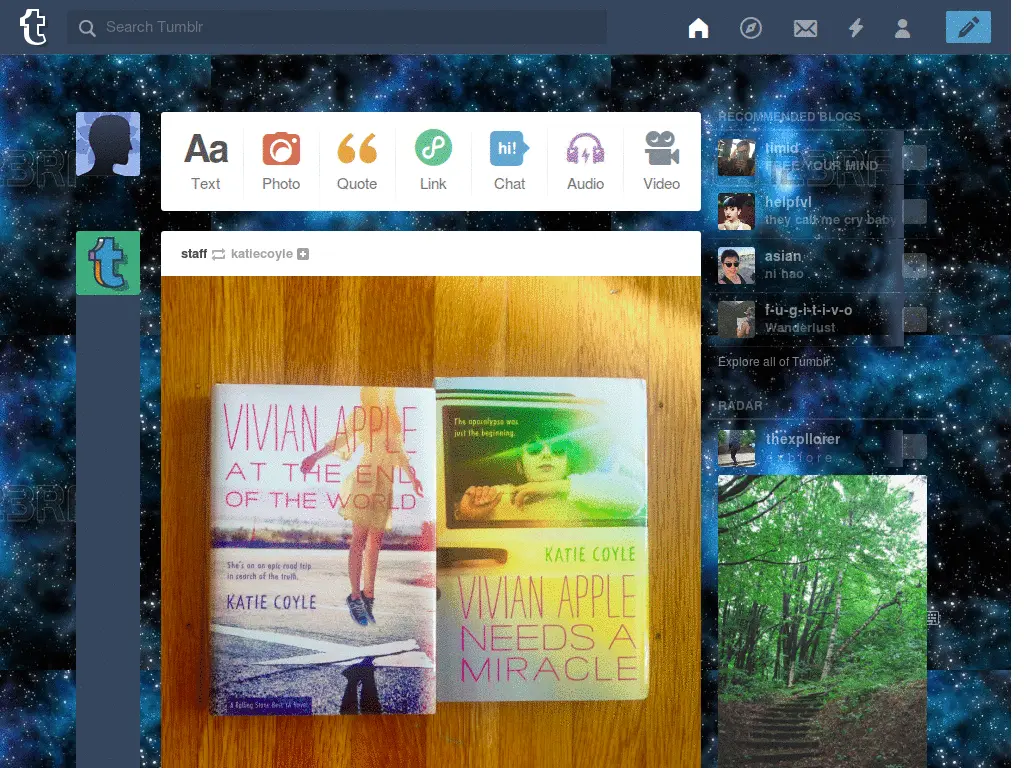 t
Search Tumblr
RECOMMENDED BLOGS
timid
FREE YOUR MIND
helpfvl
they call me cry baby
asian
ni hao
f-u-g-i-t-i-v-o
Wanderlust
Explore all of Tumblr
RADAR
thexpllorer
explore
Aa
Text
Photo
Quote
Link
hi!
Chat
Audio
Video
t
staff katiecoyle
VIVIAN APPLE
AT THE END
OF THE WORLD
She's on an epic road trip
in search of the truth.
KATIE COYLE
A Rolling Stone Best YA Novel
The apocalypse was
just the beginning.
KATIE COYLE
VIVIAN APPLE
NEEDS A
MIRACLE